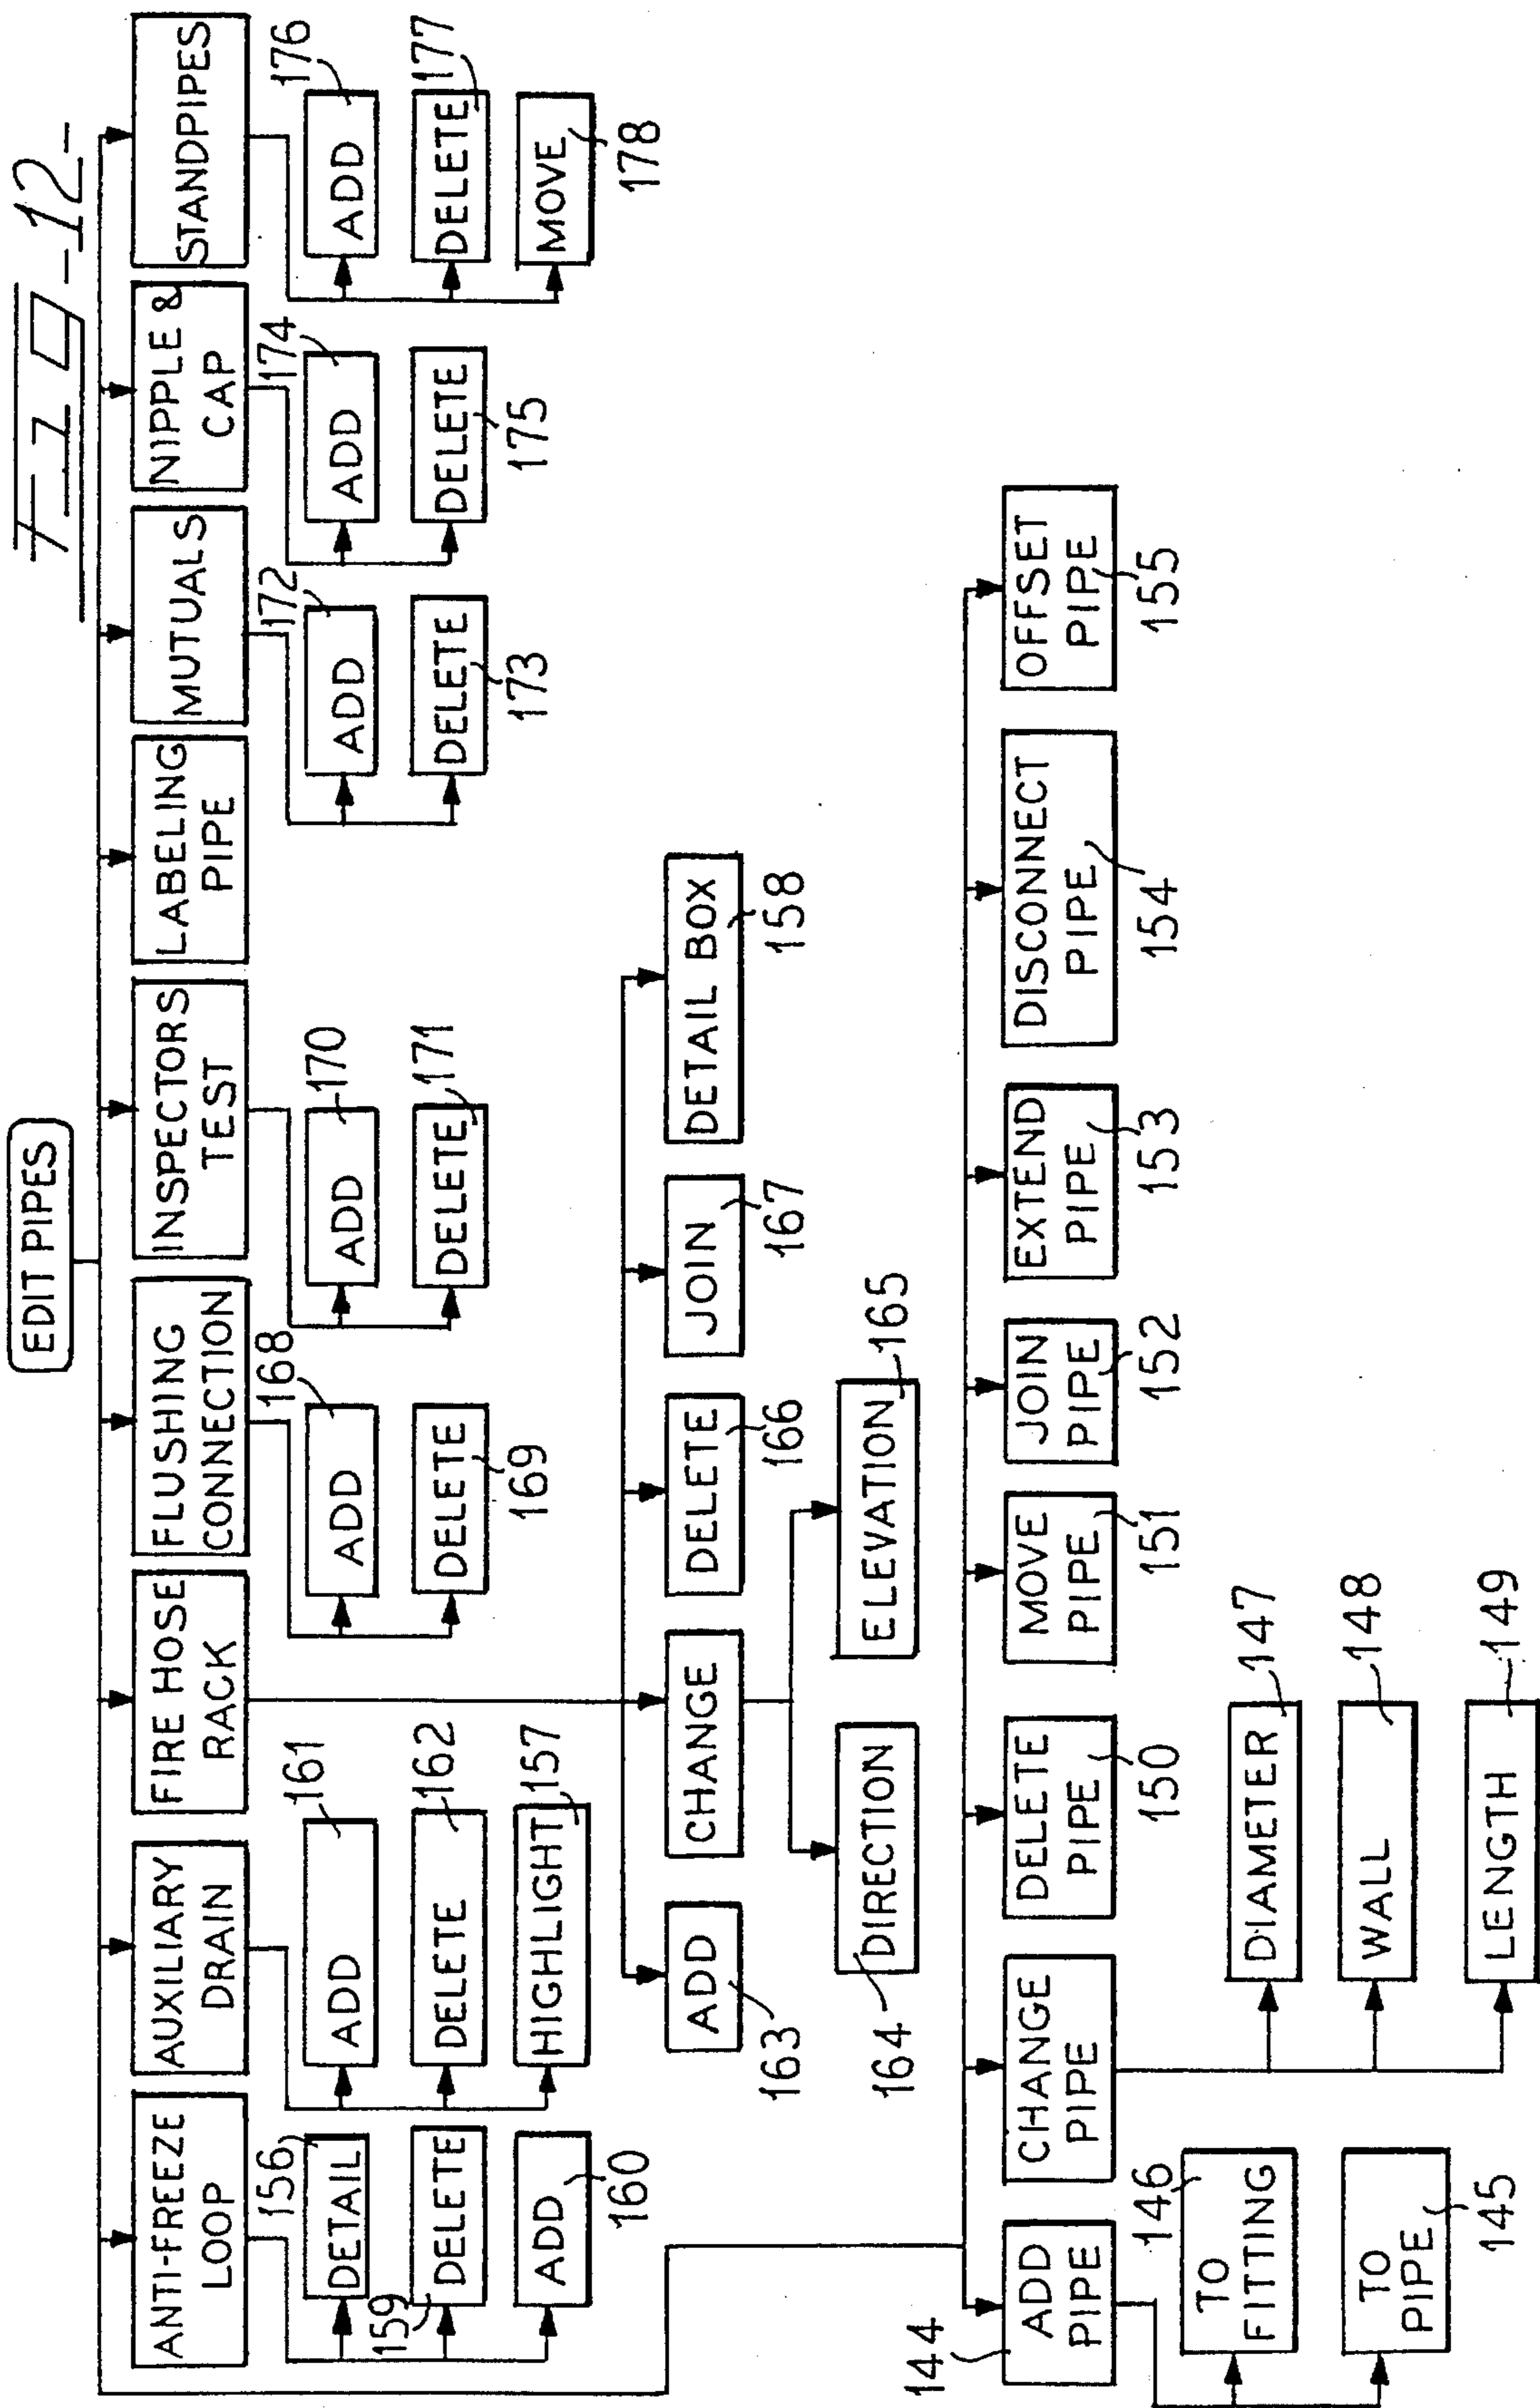 Fig-12-
EDIT PIPES
ANTI-FREEZE
LOOP
AUXILIARY
DRAIN
FIRE HOSE
RACK
FLUSHING
CONNECTION
INSPECTORS
TEST
LABELING
PIPE
MUTUALS
NIPPLE &
CAP
STANDPIPES
156
DETAIL
159
DELETE
ADD
160
161
ADD
162
DELETE
157
HIGHLIGHT
168
ADD
DELETE
169
170
ADD
171
DELETE
172
ADD
DELETE
173
174
ADD
DELETE
175
176
ADD
177
DELETE
MOVE
178
ADD
163
CHANGE
DELETE
166
JOIN
167
DETAIL BOX
158
164
DIRECTION
ELEVATION
165
144
ADD
PIPE
CHANGE
PIPE
DELETE
PIPE
150
MOVE
PIPE
151
JOIN
PIPE
152
EXTEND
PIPE
153
DISCONNECT
PIPE
154
OFFSET
PIPE
155
146
TO
FITTING
TO
PIPE
145
DIAMETER
147
WALL
148
LENGTH
149